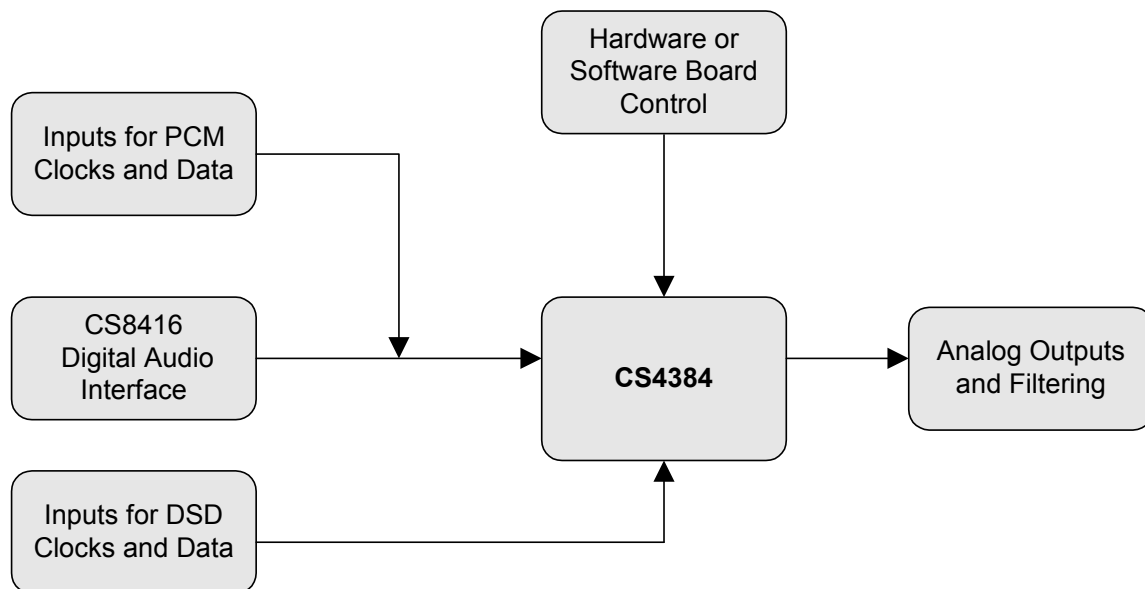 Hardware or
Software Board
Control
Inputs for PCM
Clocks and Data
CS8416
Digital Audio
Interface
CS4384
Analog Outputs
and Filtering
Inputs for DSD
Clocks and Data